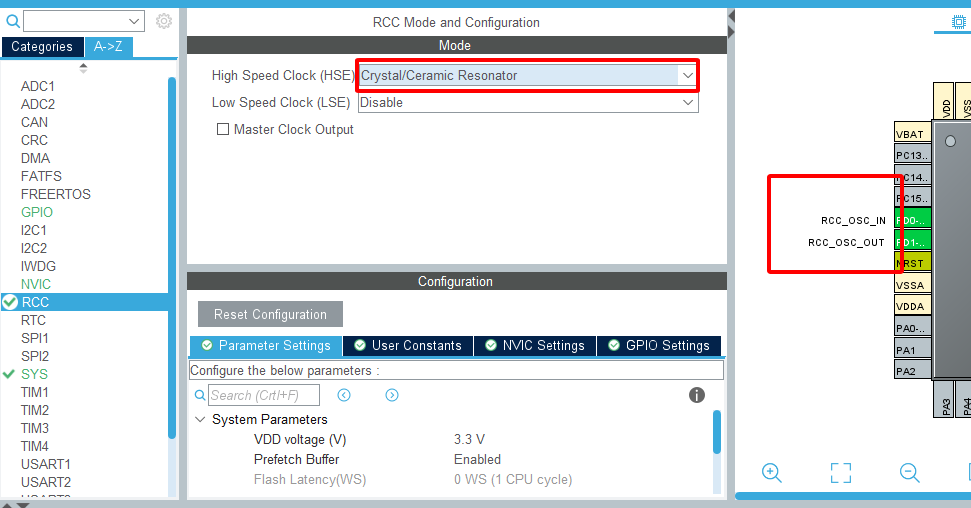 RCC Mode and Configuration
Categories
A->Z
Mode
High Speed Clock (HSE)
Crystal/Ceramic Resonator
Low Speed Clock (LSE)
Disable
Master Clock Output
ADC1
ADC2
CAN
CRC
DMA
FATFS
FREERTOS
GPIO
I2C1
I2C2
IWDG
NVIC
RCC
RTC
SPI1
SPI2
SYS
TIM1
TIM2
TIM3
TIM4
USART1
USART2
Configuration
Reset Configuration
Parameter Settings
User Constants
NVIC Settings
GPIO Settings
Configure the below parameters :
Search (Crtl+F)
System Parameters
VDD voltage (V)
3.3 V
Prefetch Buffer
Enabled
Flash Latency(WS)
0 WS (1 CPU cycle)
VDD
VSS
VBAT
PC13..
PC14..
PC15..
RCC_OSC_IN
PD0-..
RCC_OSC_OUT
PD1-..
NRST
VSSA
VDDA
PA0-..
PA1
PA2
PA3
PA4